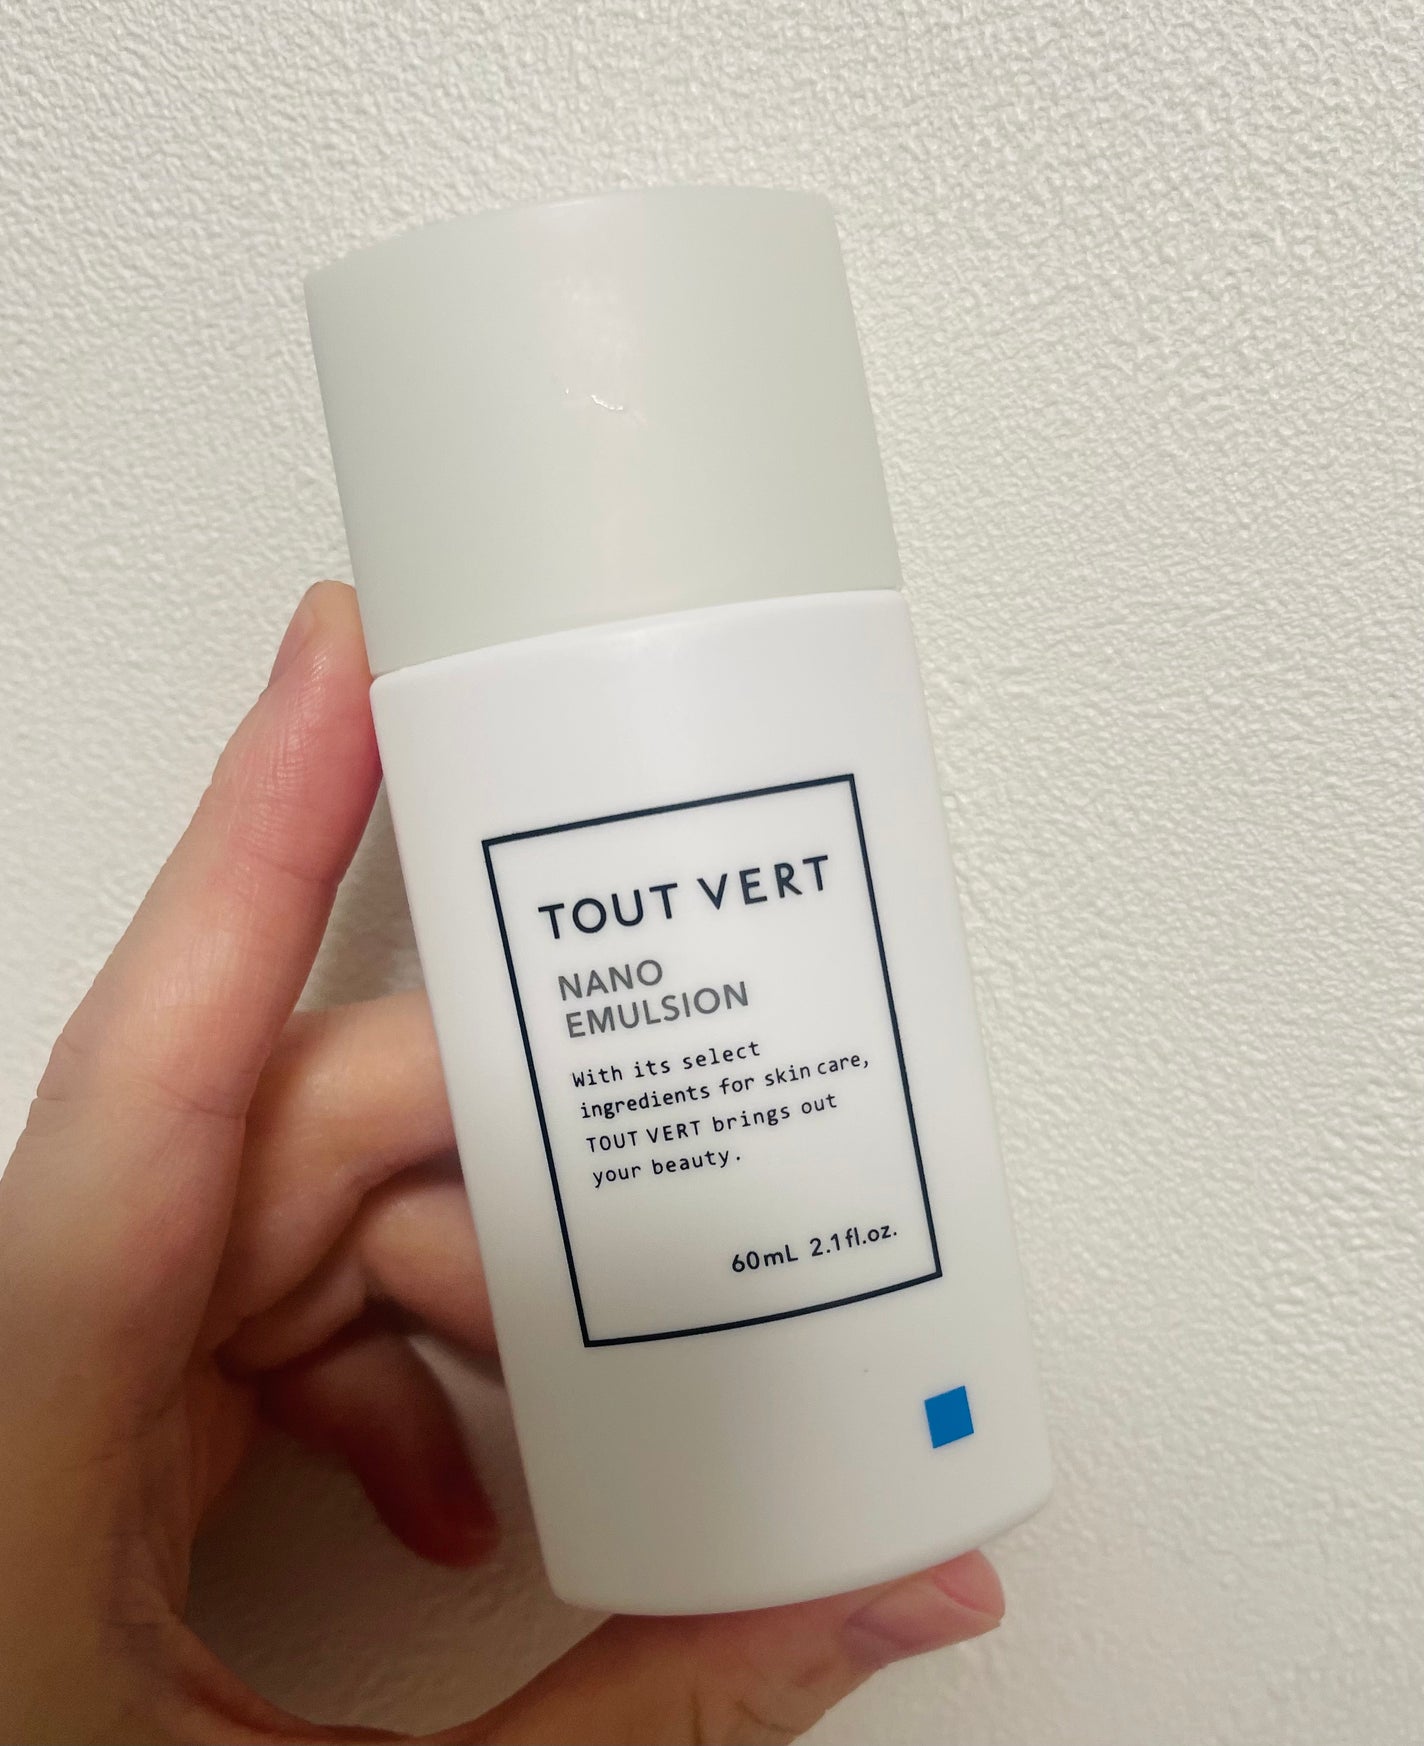 TOUT VERT
NANO
EMULSION
With its select
ingredients for skin care,
TOUT VERT brings out
your beauty.
60mL 2.1fl.oz.